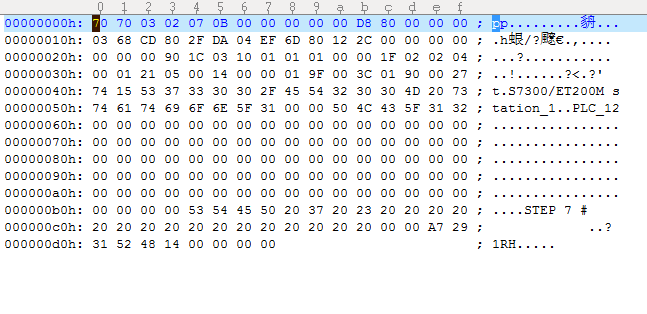 0 1 2 3 4 5 6 7 8 9 a b c d e f
00000000h: 70 70 03 02 07 0B 00 00 00 00 00 D8 80 00 00 00 ; pp.........貈...
00000010h: 03 68 CD 80 2F DA 04 EF 6D 80 12 2C 00 00 00 00 ; .h蛝/?飉€.,....
00000020h: 00 00 00 90 1C 03 10 01 01 01 00 00 1F 02 02 04 ; ...?...........
00000030h: 00 01 21 05 00 14 00 00 01 9F 00 3C 01 90 00 27 ; ..!......?<.?'
00000040h: 74 15 53 37 33 30 30 2F 45 54 32 30 30 4D 20 73 ; t.S7300/ET200M s
00000050h: 74 61 74 69 6F 6E 5F 31 00 00 50 4C 43 5F 31 32 ; tation_1..PLC_12
00000060h: 00 00 00 00 00 00 00 00 00 00 00 00 00 00 00 00 ; ................
00000070h: 00 00 00 00 00 00 00 00 00 00 00 00 00 00 00 00 ; ................
00000080h: 00 00 00 00 00 00 00 00 00 00 00 00 00 00 00 00 ; ................
00000090h: 00 00 00 00 00 00 00 00 00 00 00 00 00 00 00 00 ; ................
000000a0h: 00 00 00 00 00 00 00 00 00 00 00 00 00 00 00 00 ; ................
000000b0h: 00 00 00 00 53 54 45 50 20 37 20 23 20 20 20 20 ; ....STEP 7 #
000000c0h: 20 20 20 20 20 20 20 20 20 20 20 20 00 00 A7 29 ; ..?
000000d0h: 31 52 48 14 00 00 00 00 ; 1RH.....